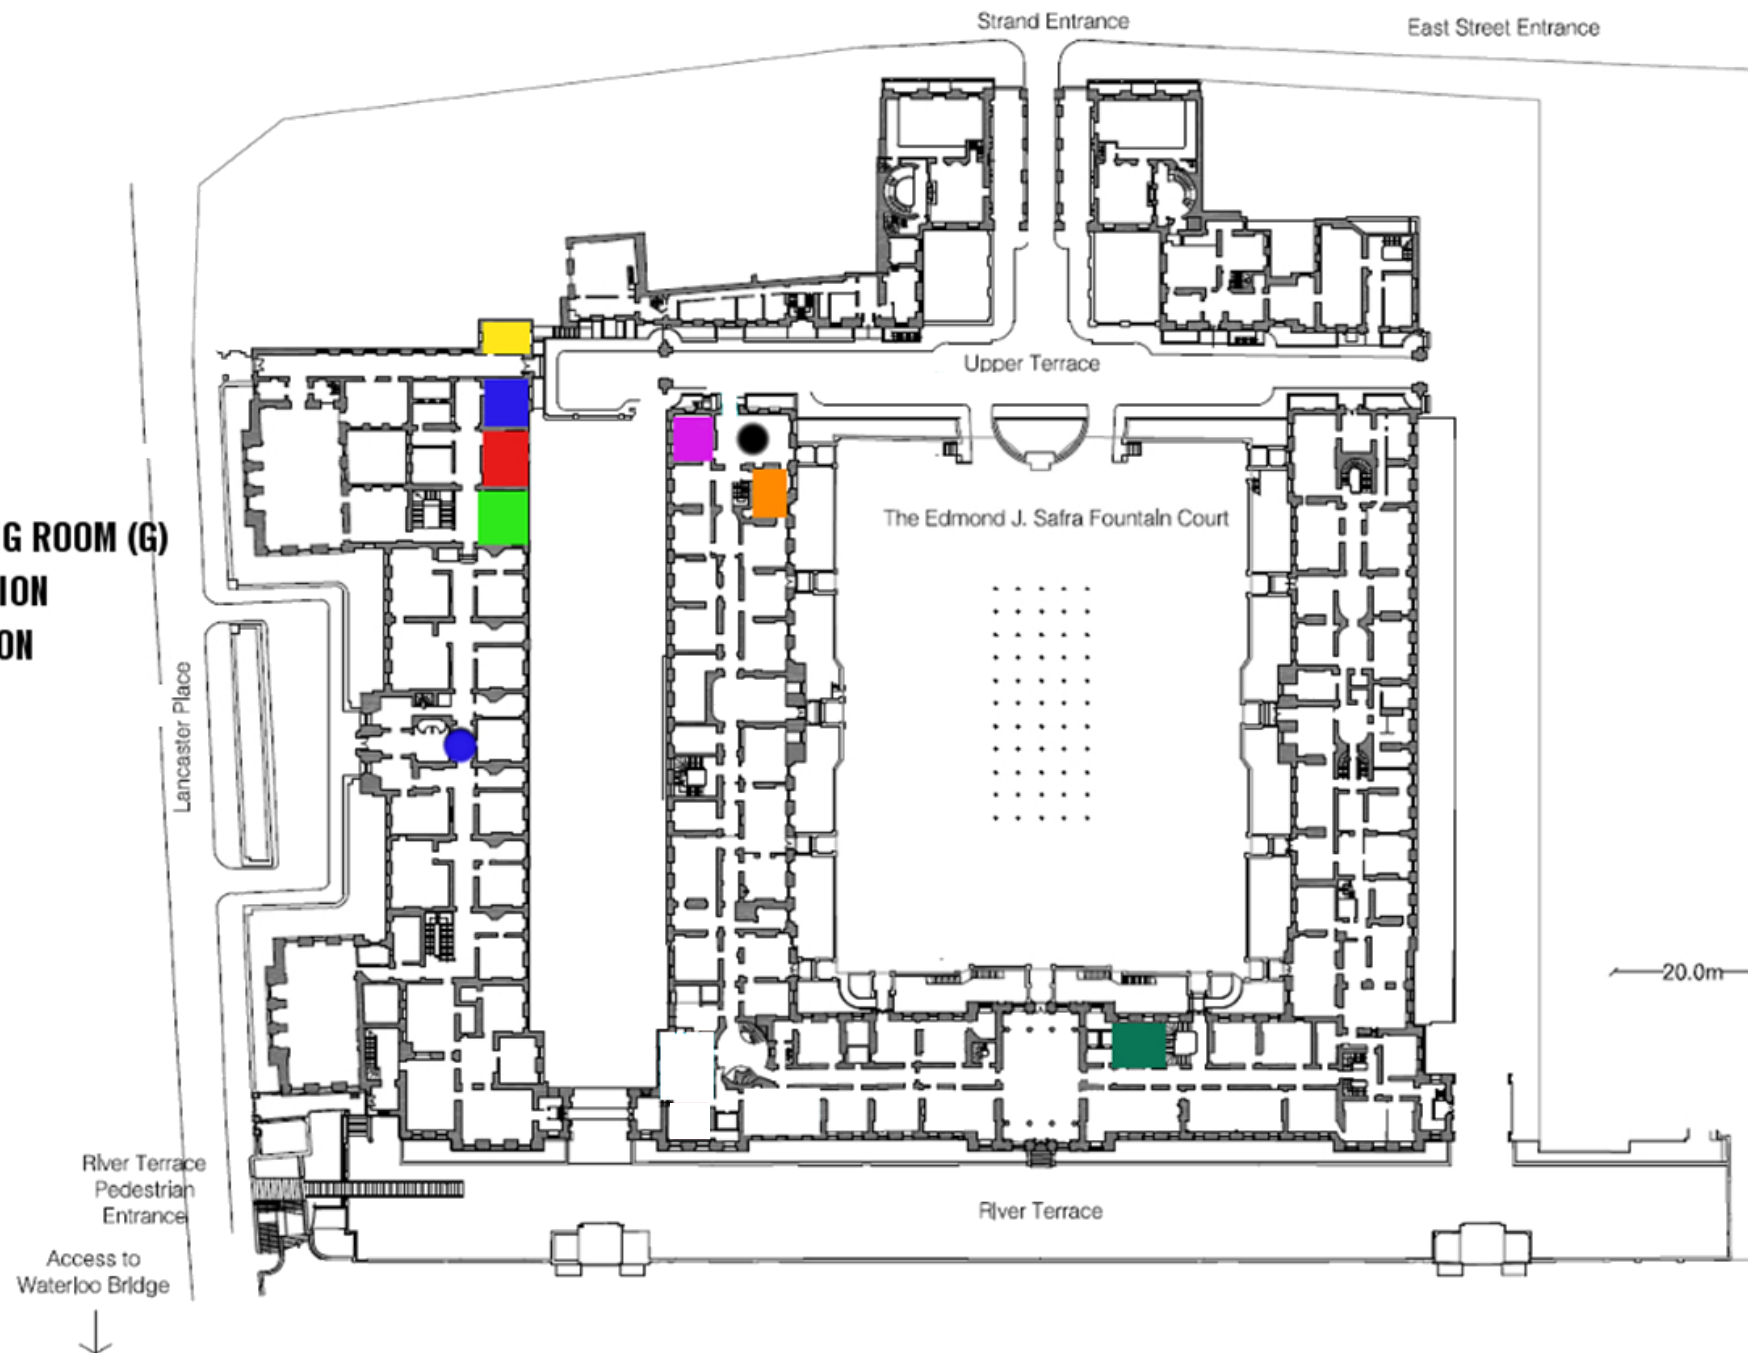 Strand Entrance
East Street Entrance
Upper Terrace
The Edmond J. Safra Fountain Court
G ROOM (G)
ION
ON
Lancaster Place
20.0m
River Terrace
Pedestrian
Entrance
River Terrace
Access to
Waterloo Bridge